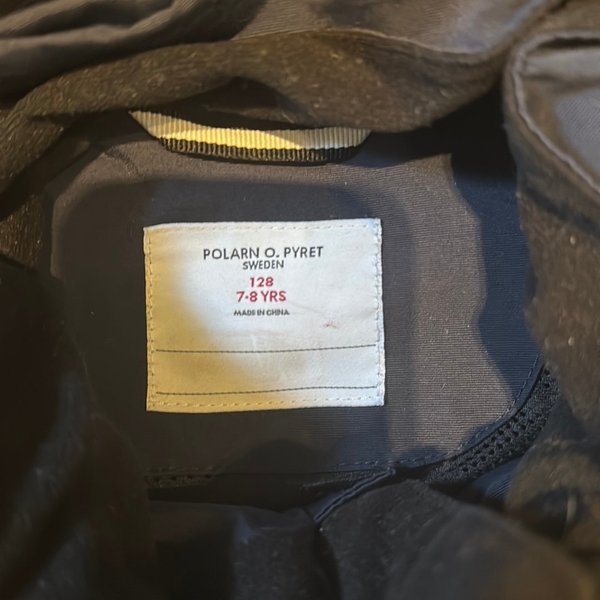 POLARN O. PYRET
SWEDEN
128
7-8 YRS
MADE IN CHINA